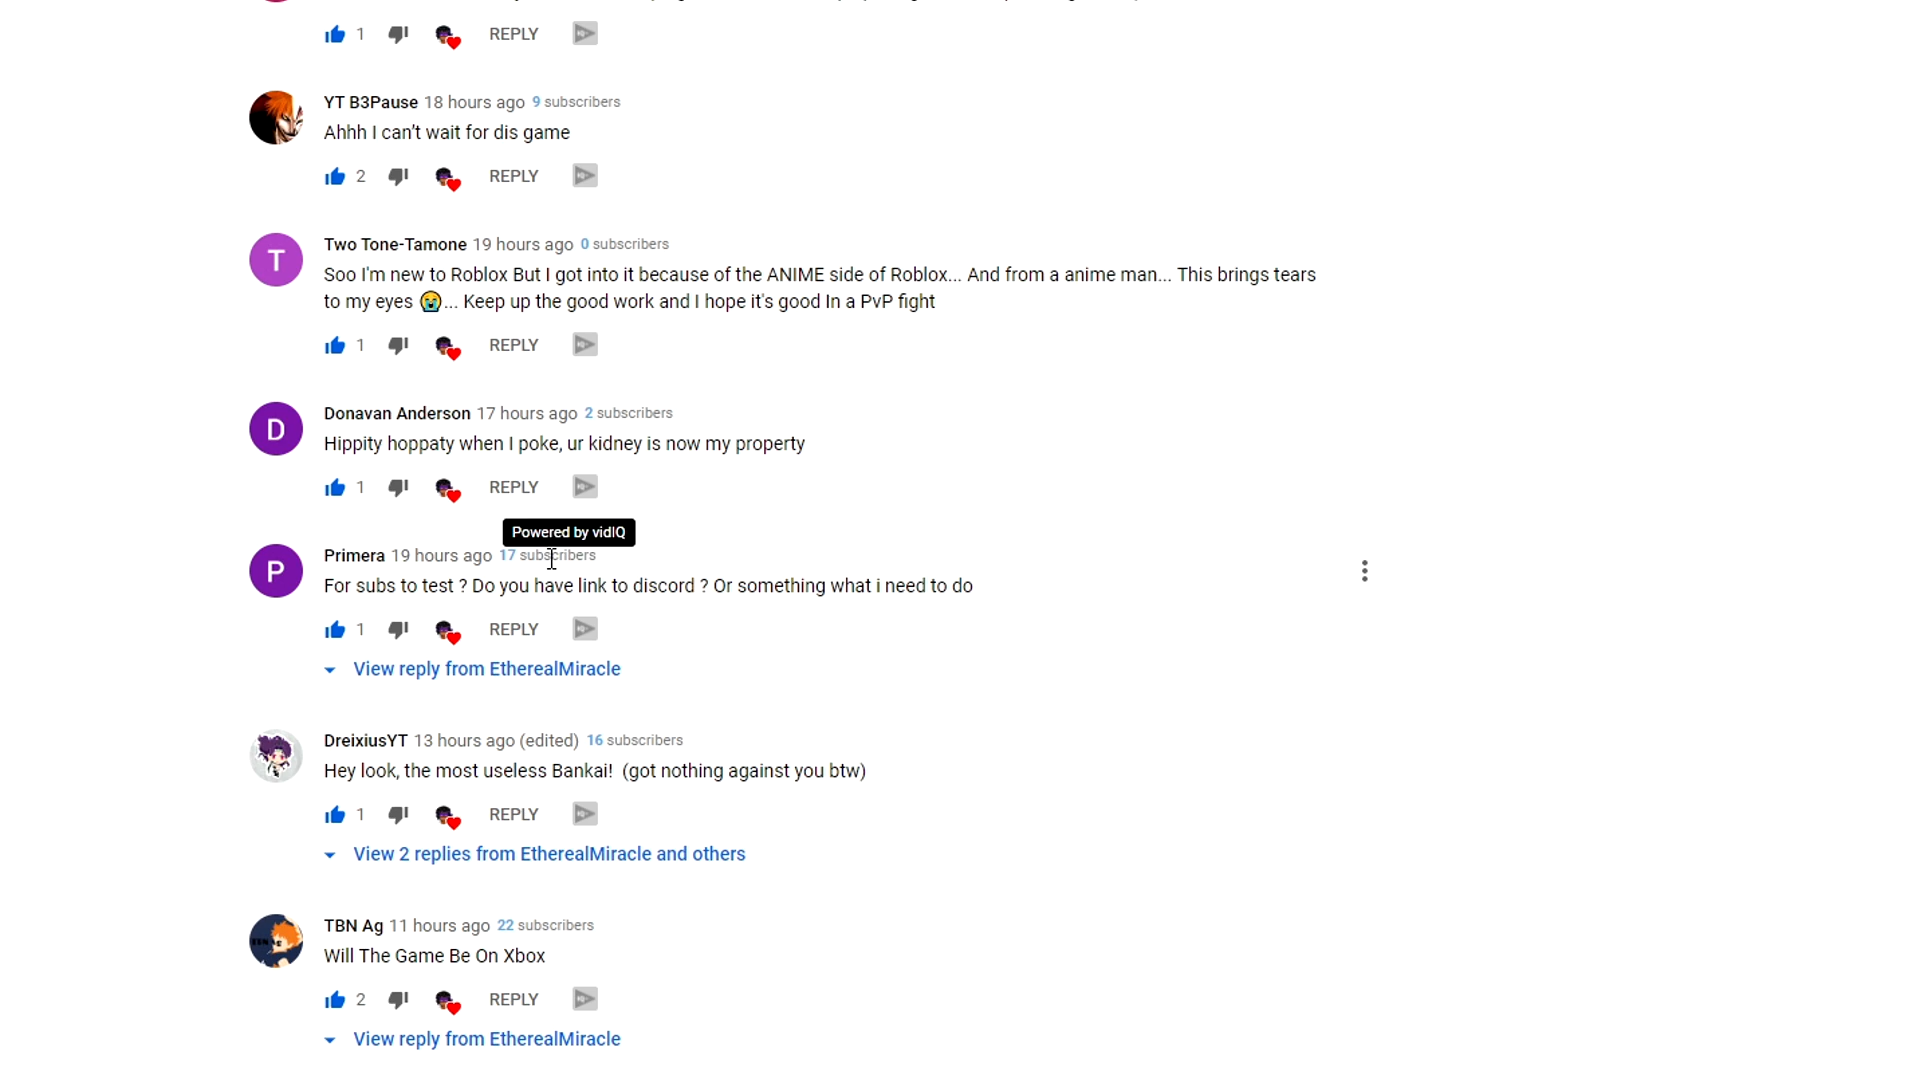 1 REPLY
YT B3Pause 18 hours ago 9 subscribers
Ahhh I can't wait for dis game
2 REPLY
T
Two Tone-Tamone 19 hours ago 0 subscribers
Soo I'm new to Roblox But I got into it because of the ANIME side of Roblox... And from a anime man... This brings tears
to my eyes 😭... Keep up the good work and I hope it's good In a PvP fight
1 REPLY
D
Donavan Anderson 17 hours ago 2 subscribers
Hippity hoppaty when I poke, ur kidney is now my property
1 REPLY
Powered by vidIQ
P
Primera 19 hours ago 17 subscribers
For subs to test ? Do you have link to discord ? Or something what i need to do
1 REPLY
View reply from EtherealMiracle
DreixiusYT 13 hours ago (edited) 16 subscribers
Hey look, the most useless Bankai!  (got nothing against you btw)
1 REPLY
View 2 replies from EtherealMiracle and others
TBN Ag 11 hours ago 22 subscribers
Will The Game Be On Xbox
2 REPLY
View reply from EtherealMiracle